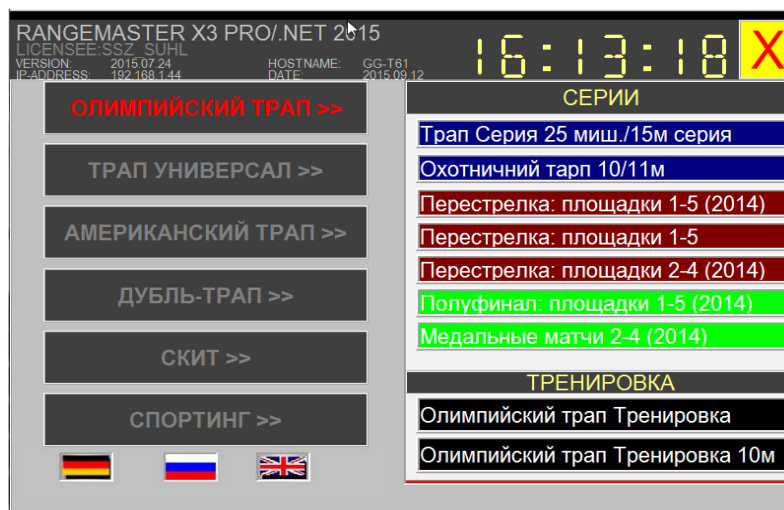 RANGEMASTER X3 PRO/.NET 2015
LICENSEE:SSZ_SUHL
VERSION: 2015.07.24 HOSTNAME: GG-T61
IP-ADDRESS: 192.168.1.44 DATE: 2015.09.12
16:13:18
X
ОЛИМПИЙСКИЙ ТРАП >>
ТРАП УНИВЕРСАЛ >>
АМЕРИКАНСКИЙ ТРАП >>
ДУБЛЬ-ТРАП >>
СКИТ >>
СПОРТИНГ >>
СЕРИИ
Трап Серия 25 миш./15м серия
Охотничний тарп 10/11м
Перестрелка: площадки 1-5 (2014)
Перестрелка: площадки 1-5
Перестрелка: площадки 2-4 (2014)
Полуфинал: площадки 1-5 (2014)
Медальные матчи 2-4 (2014)
ТРЕНИРОВКА
Олимпийский трап Тренировка
Олимпийский трап Тренировка 10м